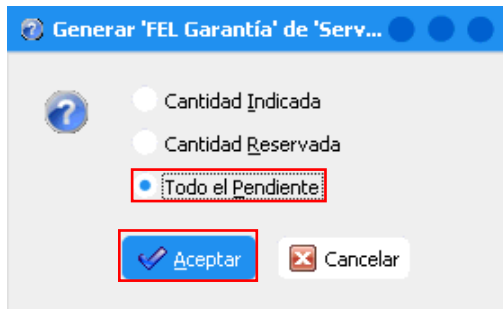 Generar 'FEL Garantía' de 'Serv...
Cantidad Indicada
Cantidad Reservada
Todo el Pendiente
Aceptar
Cancelar